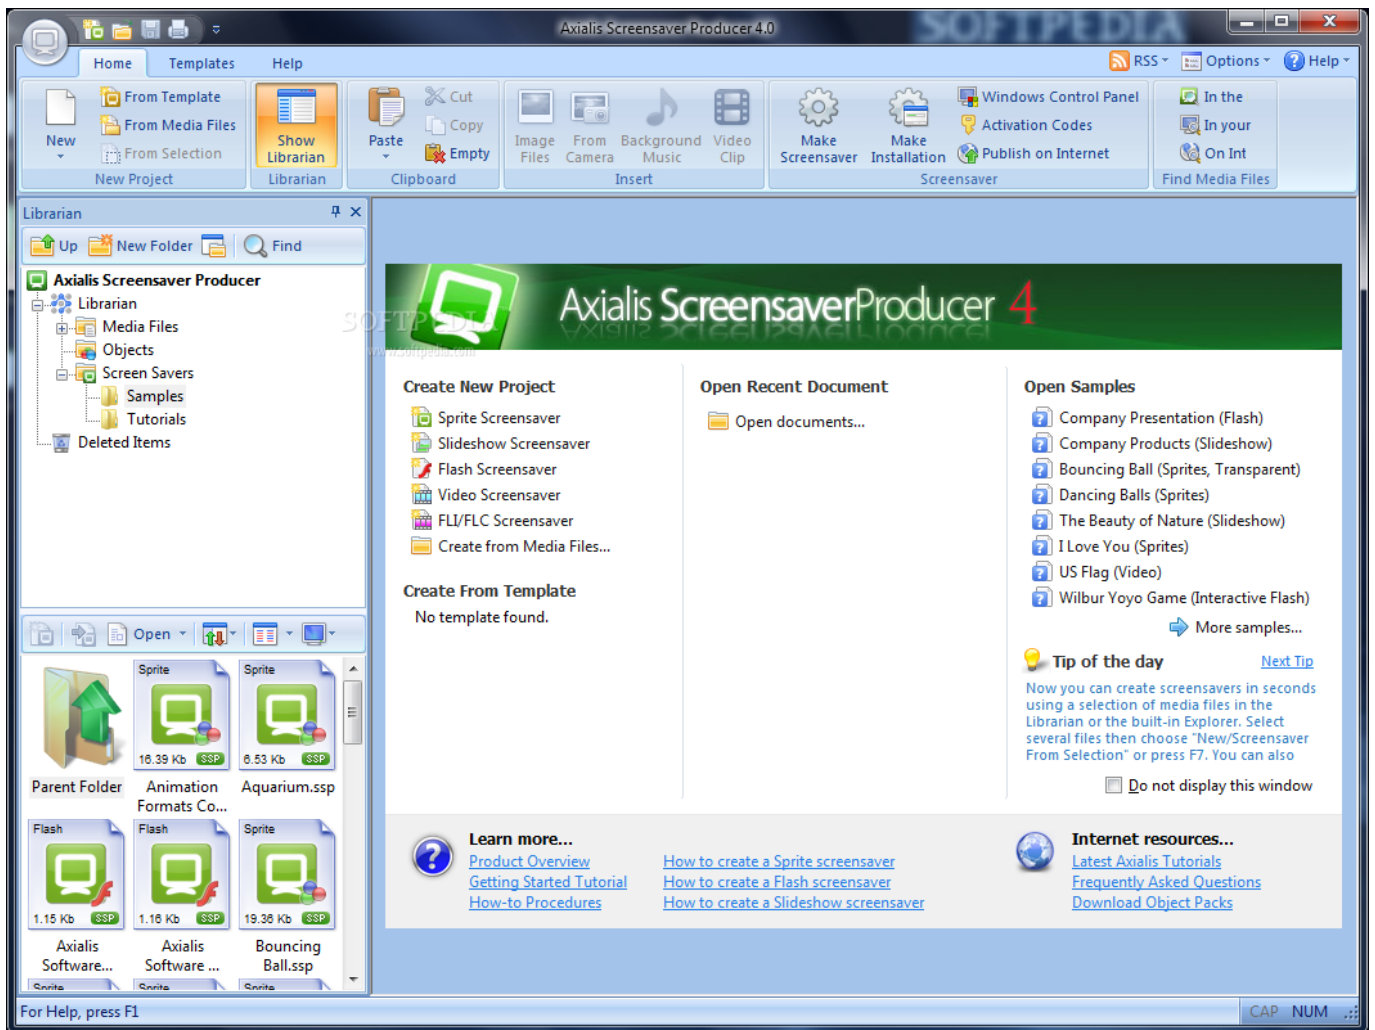 Axialis Screensaver Producer 4.0
SOFTPEDIA
Home
Templates
Help
RSS
Options
Help
New
From Template
From Media Files
From Selection
New Project
Show
Librarian
Librarian
Paste
Cut
Copy
Empty
Clipboard
Image
Files
From
Camera
Background
Music
Video
Clip
Insert
Make
Screensaver
Make
Installation
Windows Control Panel
Activation Codes
Publish on Internet
Screensaver
In the
In your
On Int
Find Media Files
Librarian
Up
New Folder
Find
Axialis Screensaver Producer
Librarian
Media Files
Objects
Screen Savers
Samples
Tutorials
Deleted Items
SOFTPEDIA
www.softpedia.com
Axialis ScreensaverProducer 4
Create New Project
Sprite Screensaver
Slideshow Screensaver
Flash Screensaver
Video Screensaver
FLI/FLC Screensaver
Create from Media Files...
Create From Template
No template found.
Open Recent Document
Open documents...
Open Samples
Company Presentation (Flash)
Company Products (Slideshow)
Bouncing Ball (Sprites, Transparent)
Dancing Balls (Sprites)
The Beauty of Nature (Slideshow)
I Love You (Sprites)
US Flag (Video)
Wilbur Yoyo Game (Interactive Flash)
More samples...
Tip of the day
Next Tip
Now you can create screensavers in seconds
using a selection of media files in the
Librarian or the built-in Explorer. Select
several files then choose "New/Screensaver
From Selection" or press F7. You can also
Do not display this window
Open
Parent Folder
Sprite
16.39 Kb SSP
Animation
Formats Co...
Sprite
6.53 Kb SSP
Aquarium.ssp
Flash
1.15 Kb SSP
Axialis
Software...
Flash
1.16 Kb SSP
Axialis
Software ...
Sprite
19.36 Kb SSP
Bouncing
Ball.ssp
Sprite
Sprite
Sprite
Learn more...
Product Overview
Getting Started Tutorial
How-to Procedures
How to create a Sprite screensaver
How to create a Flash screensaver
How to create a Slideshow screensaver
Internet resources...
Latest Axialis Tutorials
Frequently Asked Questions
Download Object Packs
For Help, press F1
CAP
NUM